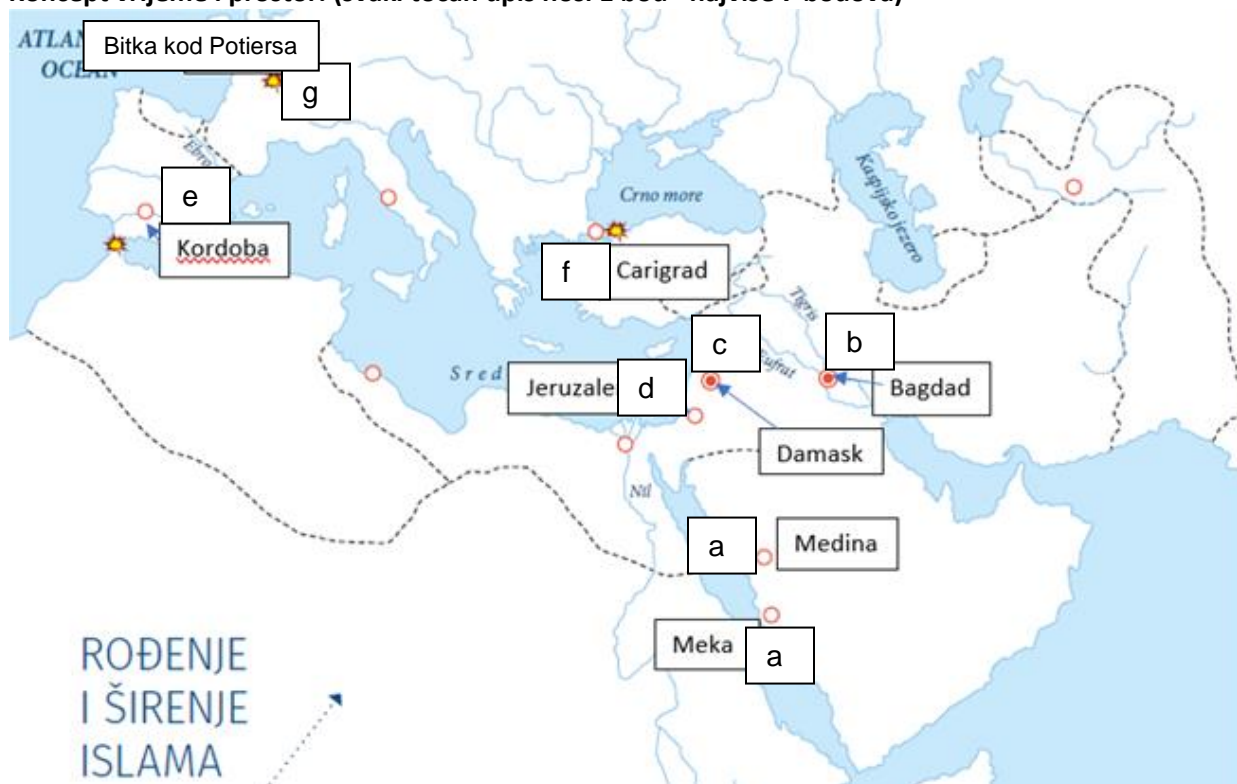 ATLAN
OCEAN
Bitka kod Potiersa
g
Ebro
e
Kordoba
Crno more
Kaspijsko jezero
f
Carigrad
Tigris
c
b
Eufrat
Sred
Jeruzale
d
Bagdad
Damask
Nil
a
Medina
Meka
a
ROĐENJE
I ŠIRENJE
ISLAMA